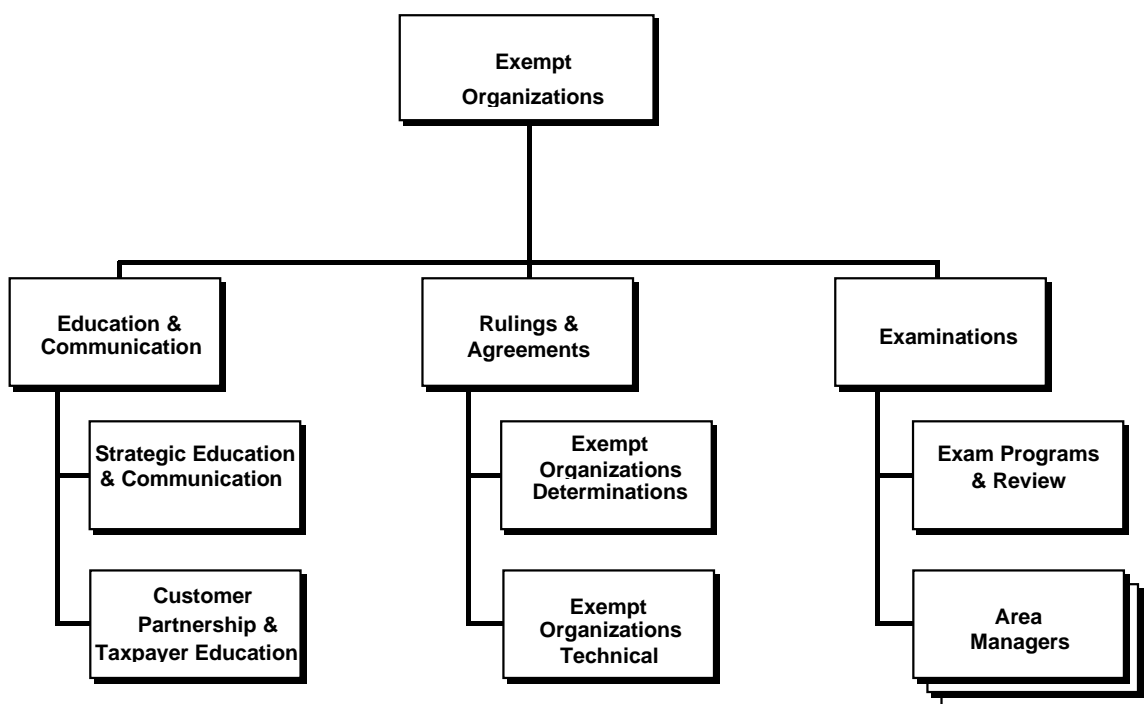 Exempt
Organizations
Education &
Communication
Rulings &
Agreements
Examinations
Strategic Education
& Communication
Exempt
Organizations
Determinations
Exam Programs
& Review
Customer
Partnership &
Taxpayer Education
Exempt
Organizations
Technical
Area
Managers